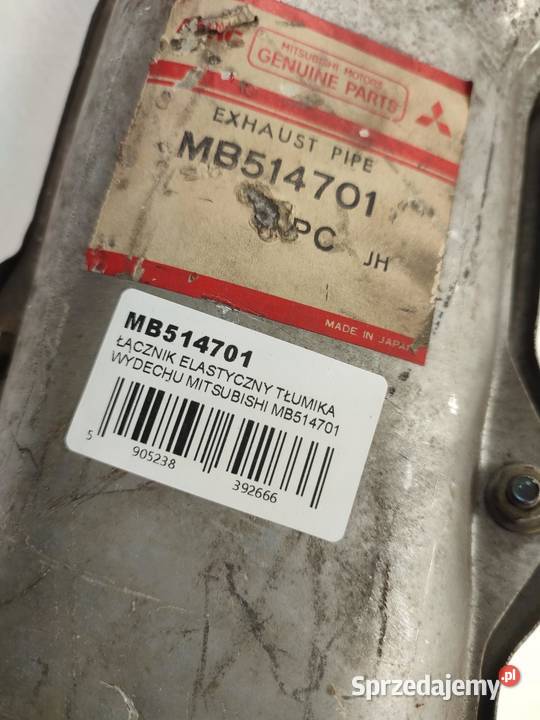 MITSUBISHI MOTORS
GENUINE PARTS
EXHAUST PIPE
MB514701
PC JH
MADE IN JAPAN
MB514701
ŁĄCZNIK ELASTYCZNY TŁUMIKA
WYDECHU MITSUBISHI MB514701
5 905238 392666
Sprzedajemy.pl